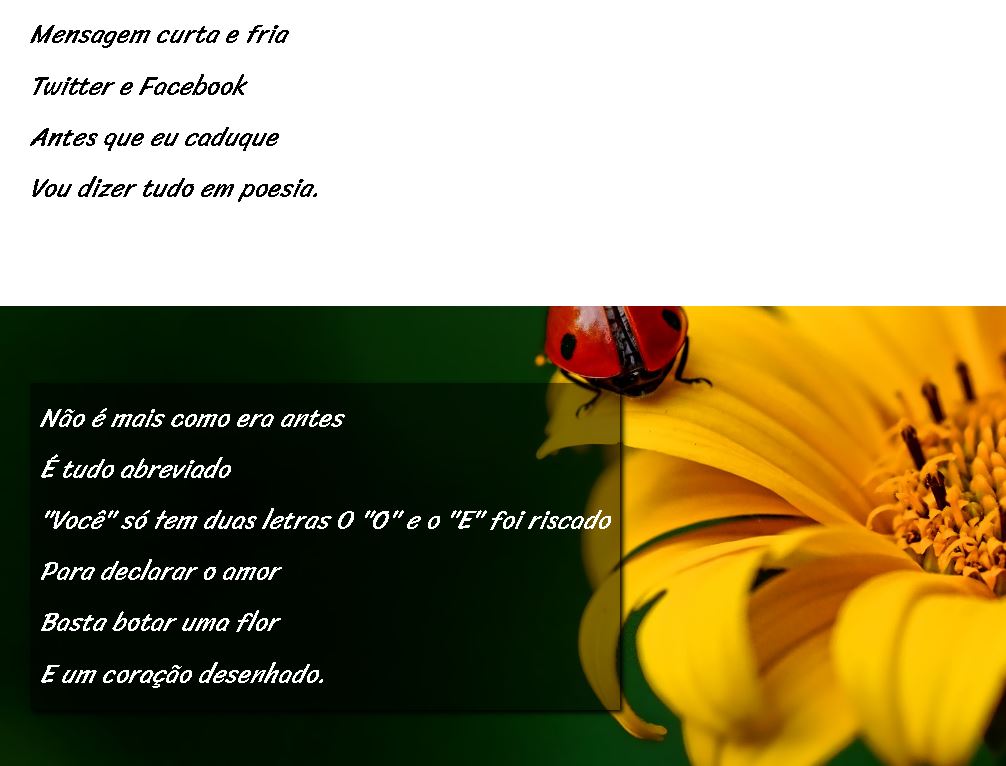 Mensagem curta e fria
Twitter e Facebook
Antes que eu caduque
Vou dizer tudo em poesia.
Não é mais como era antes
É tudo abreviado
"Você" só tem duas letras O "O" e o "E" foi riscado
Para declarar o amor
Basta botar uma flor
E um coração desenhado.